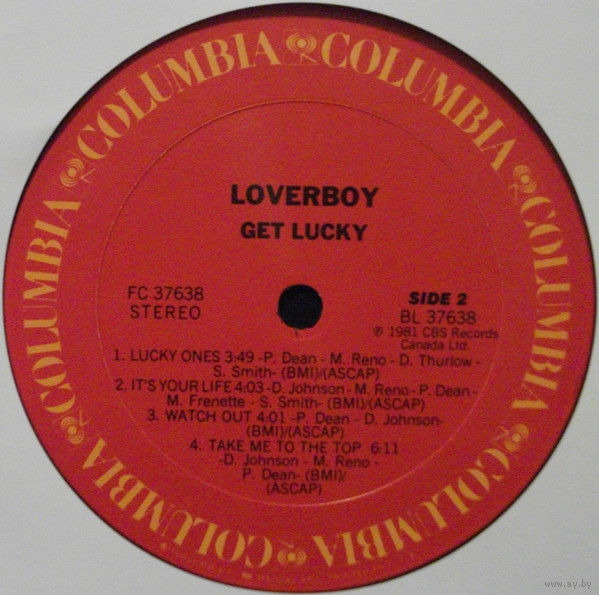 COLUMBIA COLUMBIA COLUMBIA COLUMBIA COLUMBIA COLUMBIA COLUMBIA COLUMBIA
LOVERBOY
GET LUCKY
FC 37638
STEREO
SIDE 2
BL 37638
℗ 1981 CBS Records
Canada Ltd.
1. LUCKY ONES 3:49 -P. Dean - M. Reno - D. Thurlow -
S. Smith- (BMI)/(ASCAP)
2. IT'S YOUR LIFE 4:03 -D. Johnson - M. Reno - P. Dean -
M. Frenette - S. Smith- (BMI)/(ASCAP)
3. WATCH OUT 4:01 -P. Dean - D. Johnson-
(BMI)/(ASCAP)
4. TAKE ME TO THE TOP 6:11
-D. Johnson - M. Reno -
P. Dean- (BMI)/
(ASCAP)
www.ay.by